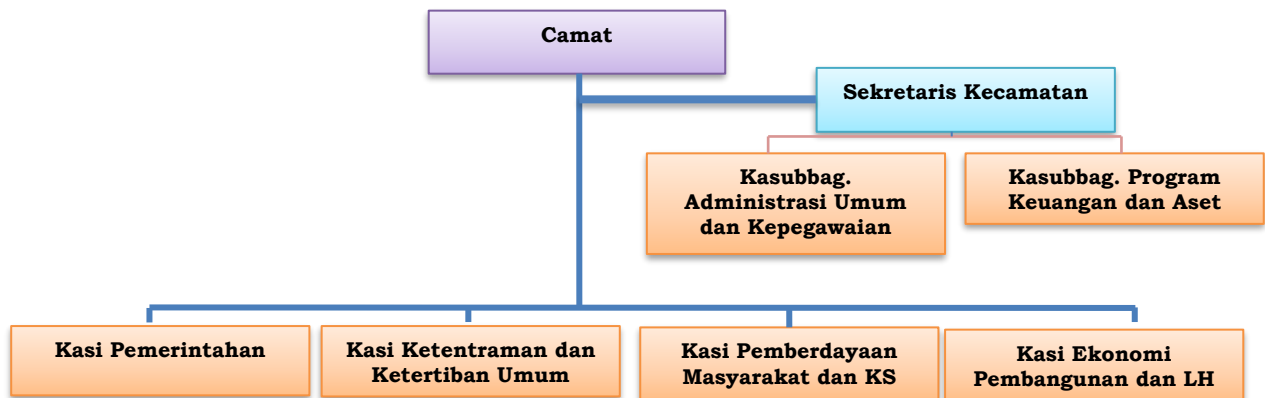 Camat
Sekretaris Kecamatan
Kasubbag.
Administrasi Umum
dan Kepegawaian
Kasubbag. Program
Keuangan dan Aset
Kasi Pemerintahan
Kasi Ketentraman dan
Ketertiban Umum
Kasi Pemberdayaan
Masyarakat dan KS
Kasi Ekonomi
Pembangunan dan LH